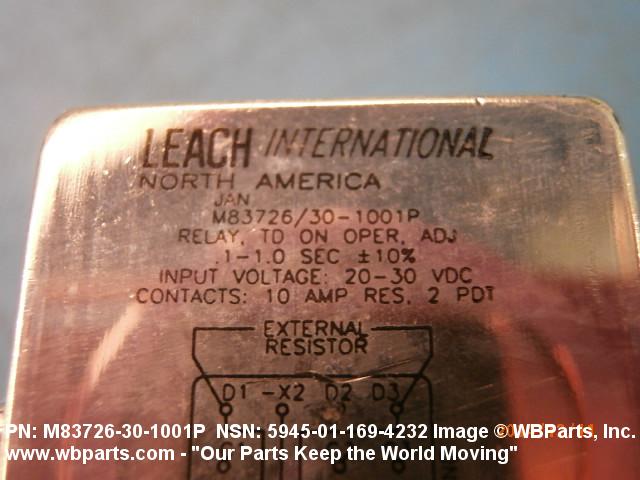 LEACH INTERNATIONAL
NORTH AMERICA
JAN
M83726/30-1001P
RELAY, TD ON OPER, ADJ
.1-1.0 SEC ±10%
INPUT VOLTAGE: 20-30 VDC
CONTACTS: 10 AMP RES, 2 PDT
EXTERNAL
RESISTOR
D1 -X2 D2 D3
PN: M83726-30-1001P NSN: 5945-01-169-4232 Image © WBParts, Inc.
www.wbparts.com - "Our Parts Keep the World Moving"